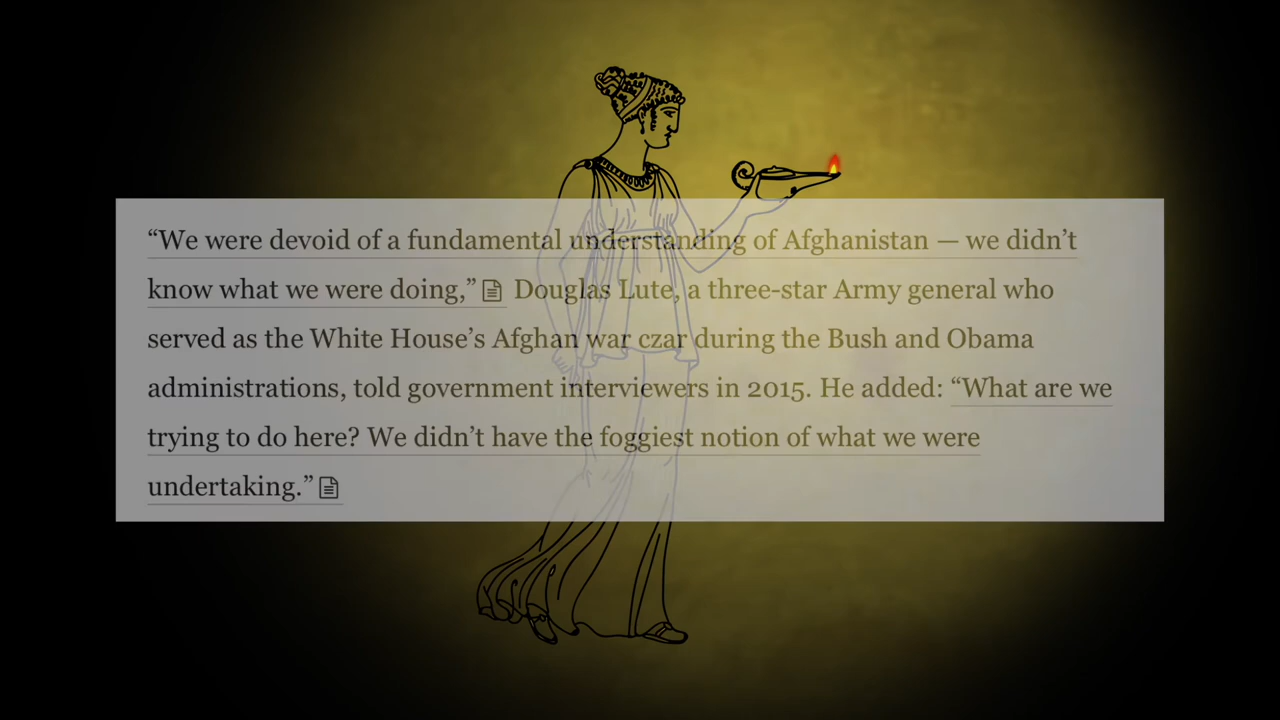 “We were devoid of a fundamental understanding of Afghanistan — we didn’t
know what we were doing,” Douglas Lute, a three-star Army general who
served as the White House’s Afghan war czar during the Bush and Obama
administrations, told government interviewers in 2015. He added: “What are we
trying to do here? We didn’t have the foggiest notion of what we were
undertaking.”